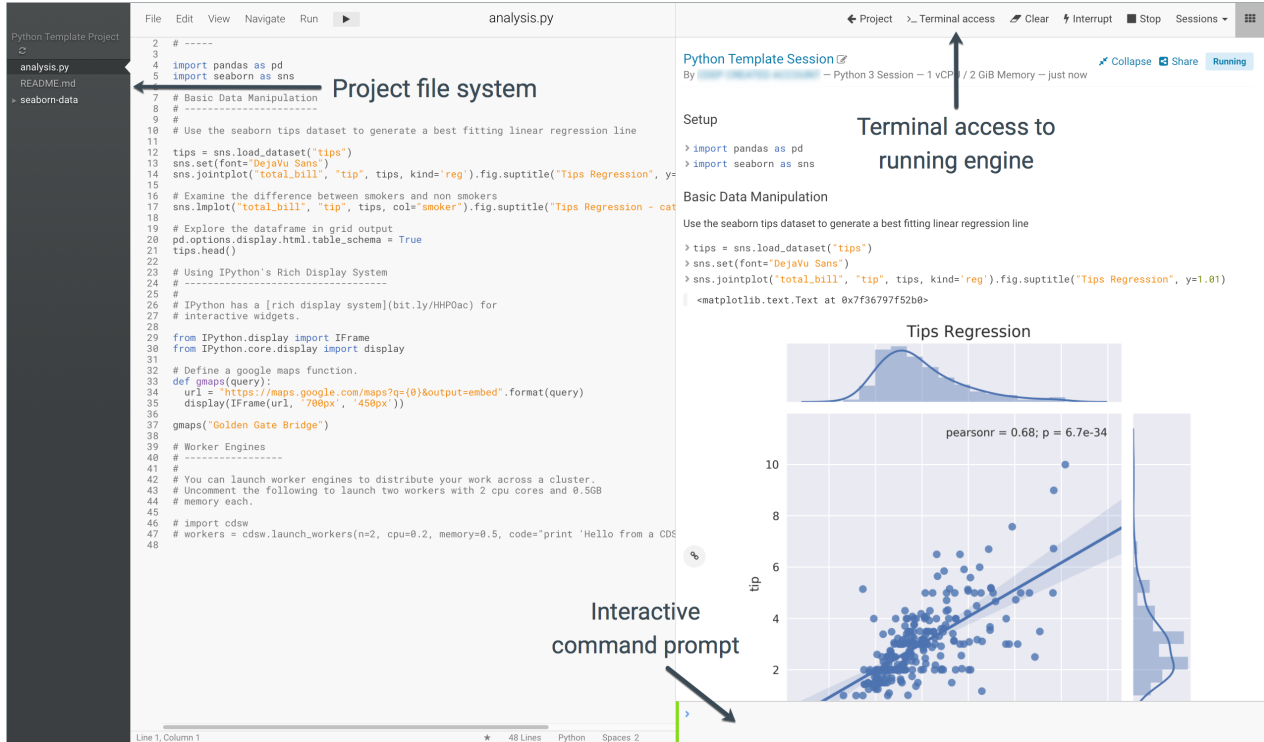 File Edit View Navigate Run analysis.py
Project Terminal access Clear Interrupt Stop Sessions
Python Template Project
analysis.py
README.md
seaborn-data
Project file system
2 # -----
3
4 import pandas as pd
5 import seaborn as sns
6
7 # Basic Data Manipulation
8 # -----------------------
9 #
10 # Use the seaborn tips dataset to generate a best fitting linear regression line
11
12 tips = sns.load_dataset("tips")
13 sns.set(font="DejaVu Sans")
14 sns.jointplot("total_bill", "tip", tips, kind='reg').fig.suptitle("Tips Regression", y=
15
16 # Examine the difference between smokers and non smokers
17 sns.lmplot("total_bill", "tip", tips, col="smoker").fig.suptitle("Tips Regression - cat
18
19 # Explore the dataframe in grid output
20 pd.options.display.html.table_schema = True
21 tips.head()
22
23 # Using IPython's Rich Display System
24 # -----------------------------------
25 #
26 # IPython has a [rich display system](bit.ly/HHPOac) for
27 # interactive widgets.
28
29 from IPython.display import IFrame
30 from IPython.core.display import display
31
32 # Define a google maps function.
33 def gmaps(query):
34 url = "https://maps.google.com/maps?q={0}&output=embed".format(query)
35 display(IFrame(url, '700px', '450px'))
36
37 gmaps("Golden Gate Bridge")
38
39 # Worker Engines
40 # -----------------
41 #
42 # You can launch worker engines to distribute your work across a cluster.
43 # Uncomment the following to launch two workers with 2 cpu cores and 0.5GB
44 # memory each.
45
46 # import cdsw
47 # workers = cdsw.launch_workers(n=2, cpu=0.2, memory=0.5, code="print 'Hello from a CDS
48
Line 1, Column 1 ★ 48 Lines Python Spaces 2
Python Template Session
Collapse Share Running
By — Python 3 Session — 1 vCPU / 2 GiB Memory — just now
Terminal access to
running engine
Setup
> import pandas as pd
> import seaborn as sns
Basic Data Manipulation
Use the seaborn tips dataset to generate a best fitting linear regression line
> tips = sns.load_dataset("tips")
> sns.set(font="DejaVu Sans")
> sns.jointplot("total_bill", "tip", tips, kind='reg').fig.suptitle("Tips Regression", y=1.01)
<matplotlib.text.Text at 0x7f36797f52b0>
Tips Regression
pearsonr = 0.68; p = 6.7e-34
10
8
6
4
2
tip
Interactive
command prompt
>